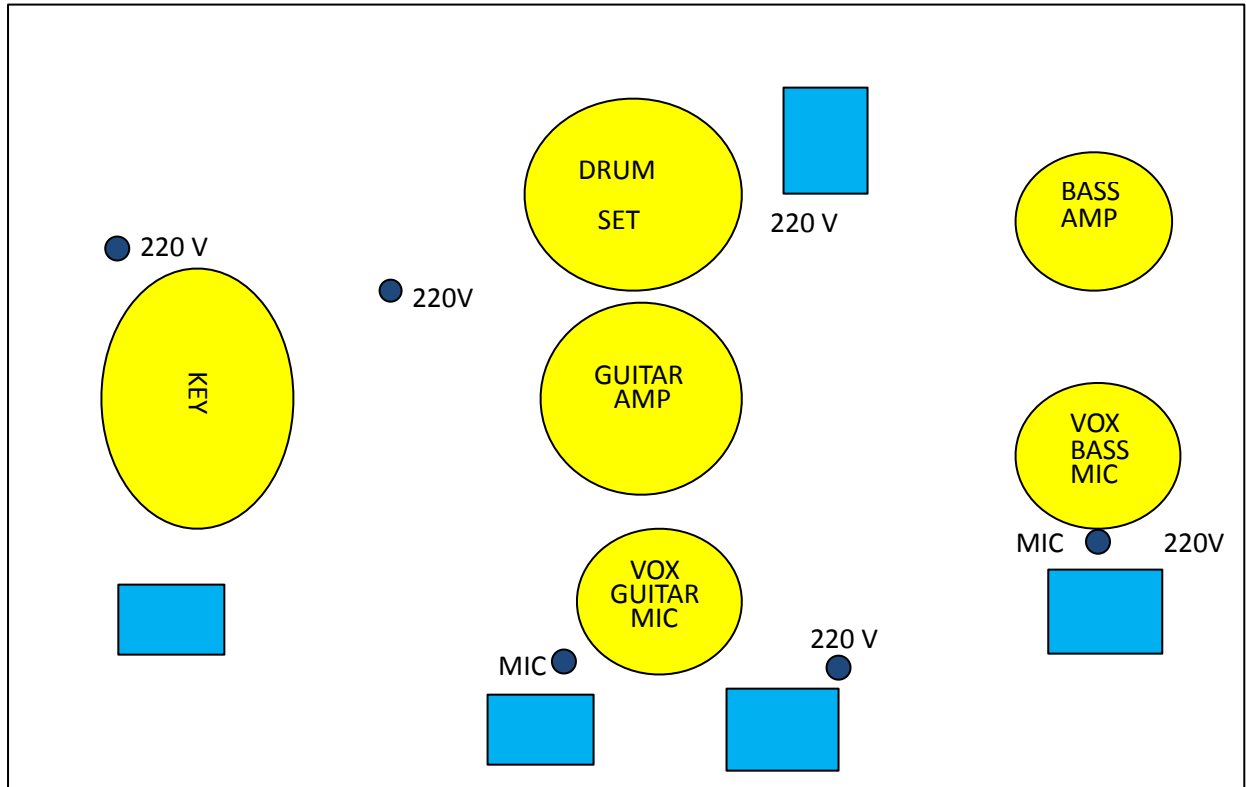 DRUM
SET
220 V
BASS
AMP
220 V
220V
KEY
GUITAR
AMP
VOX
BASS
MIC
MIC
220V
VOX
GUITAR
MIC
MIC
220 V